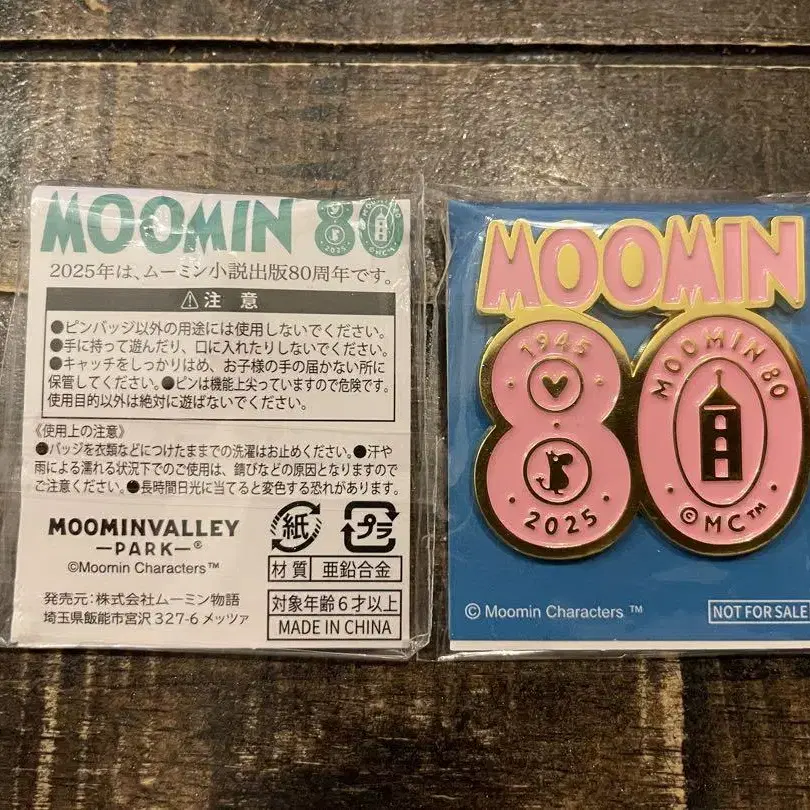 MOOMIN 80
2025
©MC™
2025年は、ムーミン小説出版80周年です。
⚠注意
●ピンバッジ以外の用途には使用しないでください。
●手に持って遊んだり、口に入れたりしないでください。
●キャッチをしっかりはめ、お子様の手の届かない所に
保管してください。●ピンは機能上尖っていますので危険です。
使用目的以外は絶対に遊ばないでください。
《使用上の注意》
●バッジを衣類などにつけたままでの洗濯はお止めください。●汗や
雨による濡れる状況下でのご使用は、錆びなどの原因となりますので
ご注意ください。●長時間日光に当てると変色する恐れがあります。
MOOMINVALLEY
—PARK—®
©Moomin Characters™
紙
プラ
材質 亜鉛合金
発売元:株式会社ムーミン物語
埼玉県飯能市宮沢327-6 メッツァ
対象年齢6才以上
MADE IN CHINA
MOOMIN
80
1945
· 2025 ·
MOOMIN 80
·©MC™·
© Moomin Characters ™
NOT FOR SALE